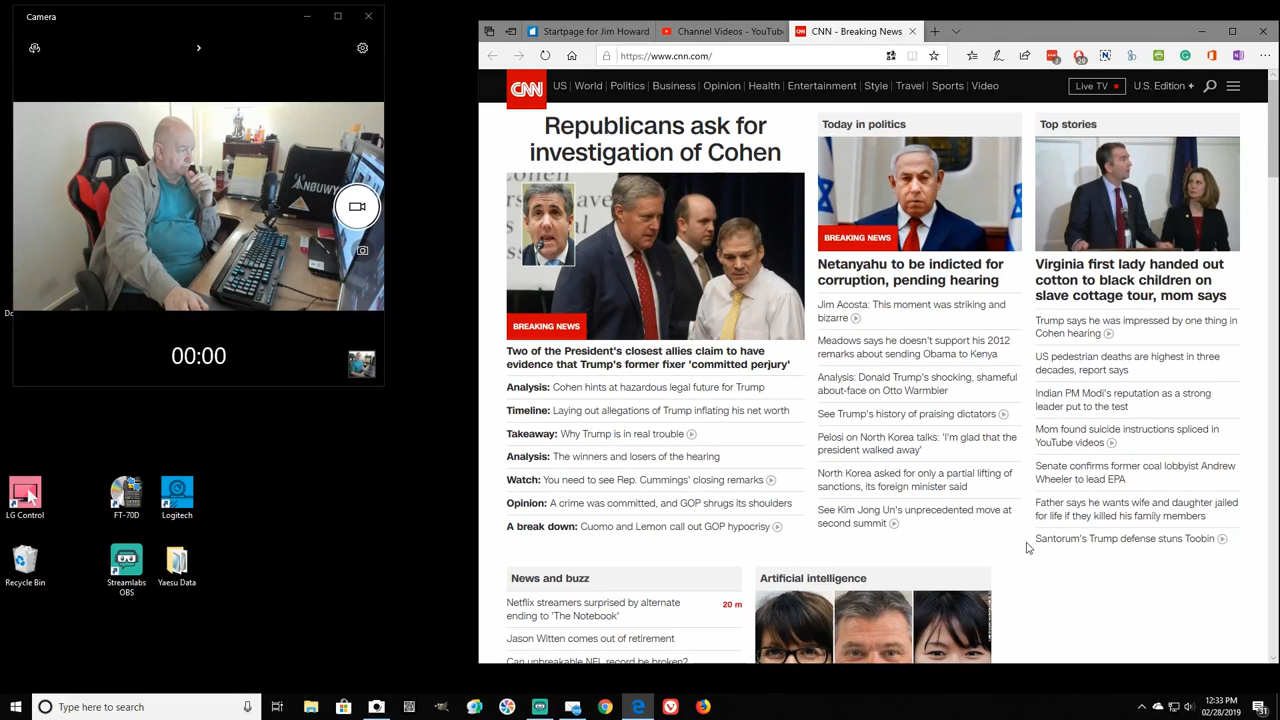 Camera
00:00
LG Control
FT-70D
Logitech
Recycle Bin
Streamlabs
OBS
Yaesu Data
Startpage for Jim Howard
Channel Videos - YouTube
CNN - Breaking News
https://www.cnn.com/
CNN
US | World | Politics | Business | Opinion | Health | Entertainment | Style | Travel | Sports | Video
Live TV
U.S. Edition +
Republicans ask for
investigation of Cohen
BREAKING NEWS
Two of the President's closest allies claim to have
evidence that Trump's former fixer 'committed perjury'
Analysis: Cohen hints at hazardous legal future for Trump
Timeline: Laying out allegations of Trump inflating his net worth
Takeaway: Why Trump is in real trouble
Analysis: The winners and losers of the hearing
Watch: You need to see Rep. Cummings' closing remarks
Opinion: A crime was committed, and GOP shrugs its shoulders
A break down: Cuomo and Lemon call out GOP hypocrisy
Today in politics
BREAKING NEWS
Netanyahu to be indicted for
corruption, pending hearing
Jim Acosta: This moment was striking and
bizarre
Meadows says he doesn't support his 2012
remarks about sending Obama to Kenya
Analysis: Donald Trump's shocking, shameful
about-face on Otto Warmbier
See Trump's history of praising dictators
Pelosi on North Korea talks: 'I'm glad that the
president walked away'
North Korea asked for only a partial lifting of
sanctions, its foreign minister said
See Kim Jong Un's unprecedented move at
second summit
Top stories
Virginia first lady handed out
cotton to black children on
slave cottage tour, mom says
Trump says he was impressed by one thing in
Cohen hearing
US pedestrian deaths are highest in three
decades, report says
Indian PM Modi's reputation as a strong
leader put to the test
Mom found suicide instructions spliced in
YouTube videos
Senate confirms former coal lobbyist Andrew
Wheeler to lead EPA
Father says he wants wife and daughter jailed
for life if they killed his family members
Santorum's Trump defense stuns Toobin
News and buzz
Netflix streamers surprised by alternate
ending to 'The Notebook'
20 m
Jason Witten comes out of retirement
Can unbreakable NFL record be broken?
Artificial intelligence
Type here to search
12:33 PM
02/28/2019
31